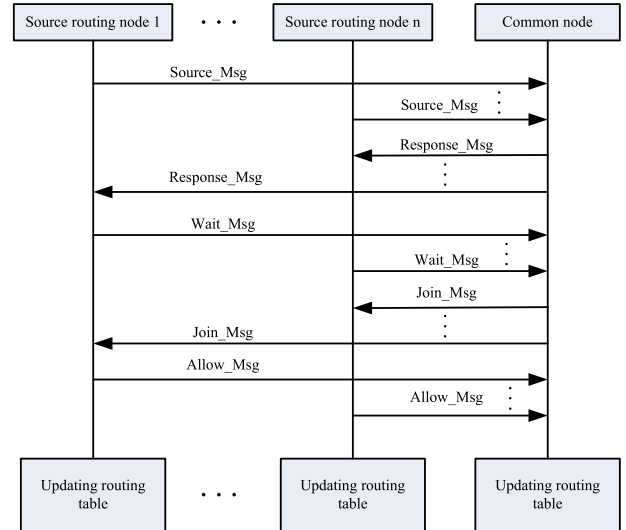 Source routing node 1
. . .
Source routing node n
Common node
Source_Msg
Source_Msg
Response_Msg
Response_Msg
Wait_Msg
Wait_Msg
Join_Msg
Join_Msg
Allow_Msg
Allow_Msg
Updating routing
table
. . .
Updating routing
table
Updating routing
table